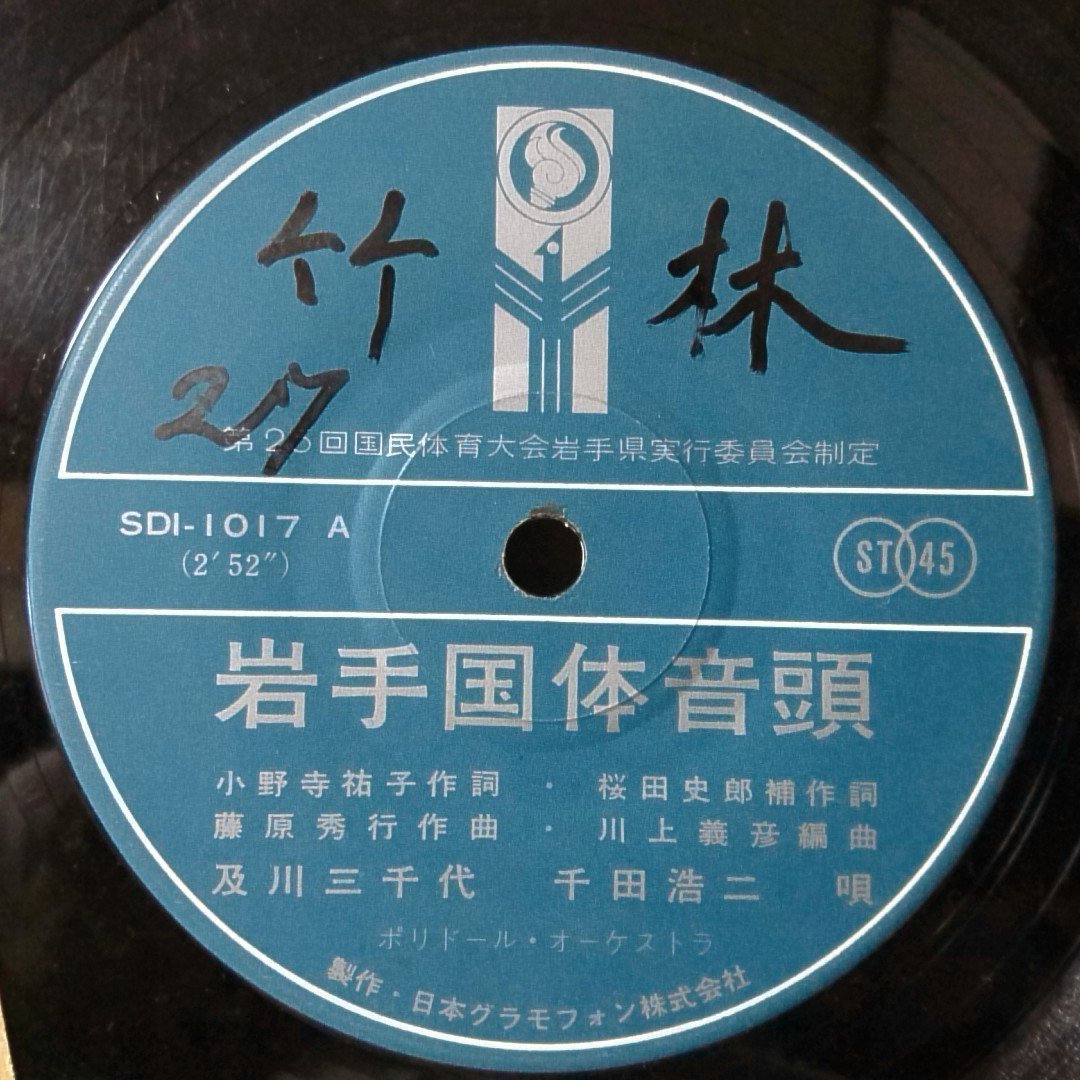 竹 林
27
第25回国民体育大会岩手県実行委員会制定
SDI-1017 A
(2′52″)
ST 45
岩手国体音頭
小野寺祐子作詞・桜田史郎補作詞
藤原秀行作曲・川上義彦編曲
及川三千代 千田浩二 唄
ポリドール・オーケストラ
製作・日本グラモフォン株式会社